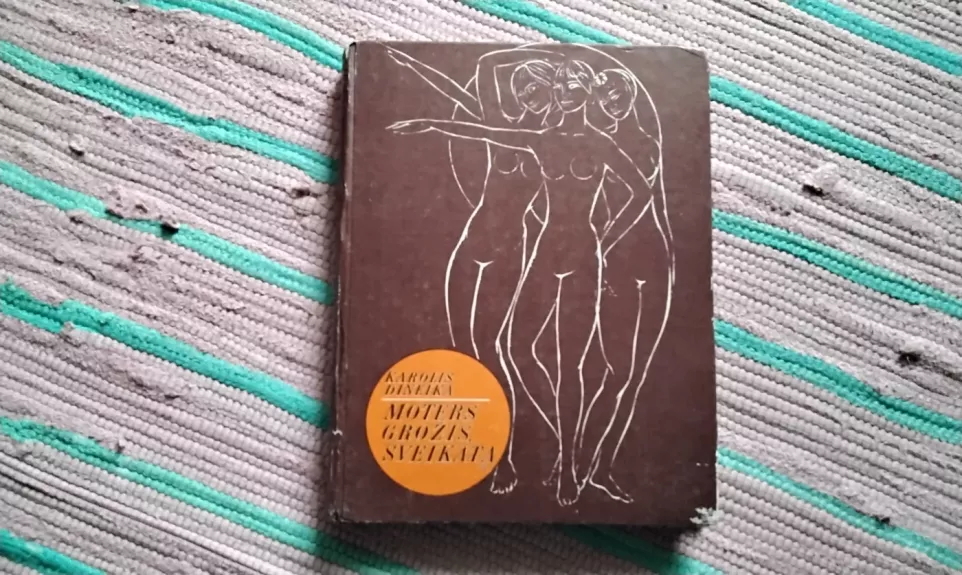 KAROLIS
DINEIKA
MOTERS
GROŽIS,
SVEIKATA